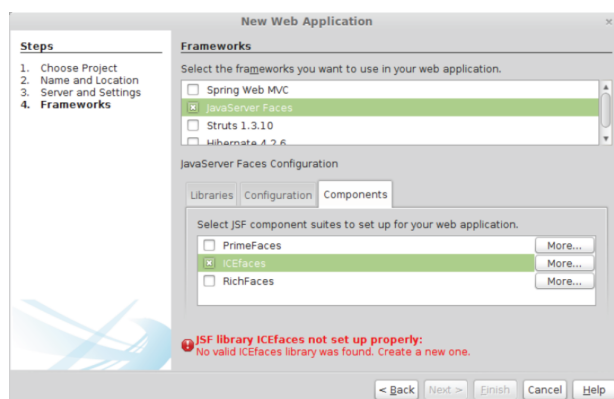 New Web Application
Steps
1. Choose Project
2. Name and Location
3. Server and Settings
4. Frameworks
Frameworks
Select the frameworks you want to use in your web application.
Spring Web MVC
JavaServer Faces
Struts 1.3.10
Hibernate 4.2.6
JavaServer Faces Configuration
Libraries Configuration Components
Select JSF component suites to set up for your web application.
PrimeFaces More...
ICEfaces More...
RichFaces More...
JSF library ICEfaces not set up properly:
No valid ICEfaces library was found. Create a new one.
< Back Next > Finish Cancel Help